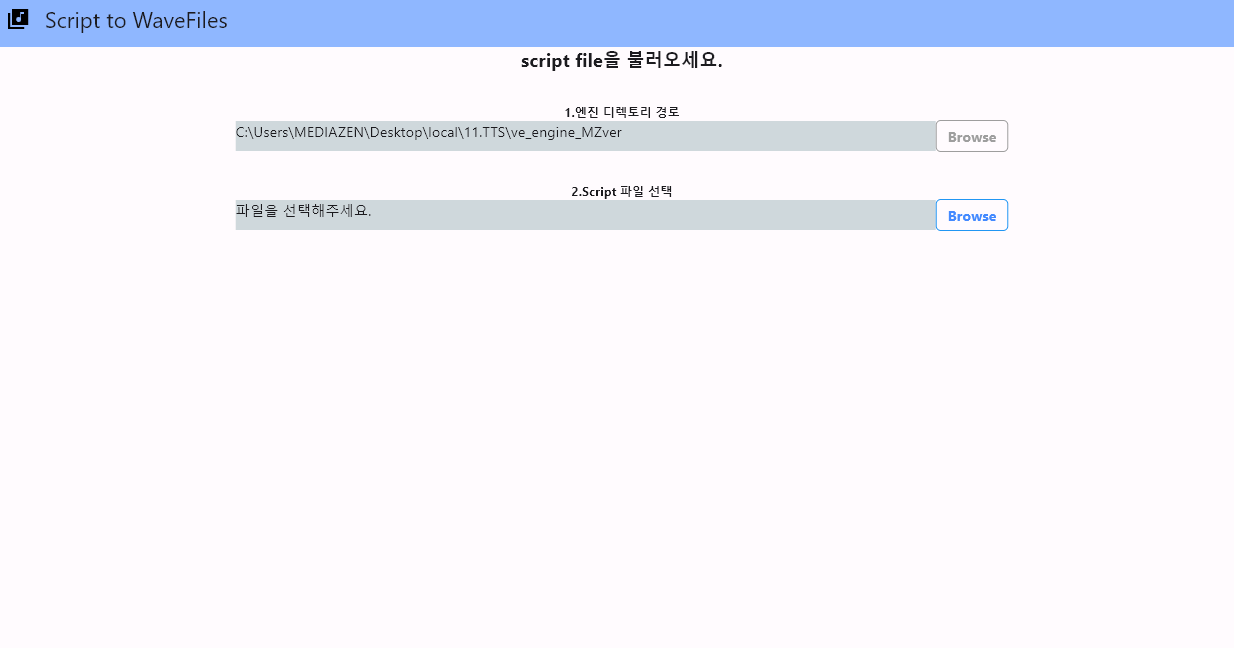 Script to WaveFiles
script file을 불러오세요.
1.엔진 디렉토리 경로
C:\Users\MEDIAZEN\Desktop\local\11.TTS\ve_engine_MZver
Browse
2.Script 파일 선택
파일을 선택해주세요.
Browse